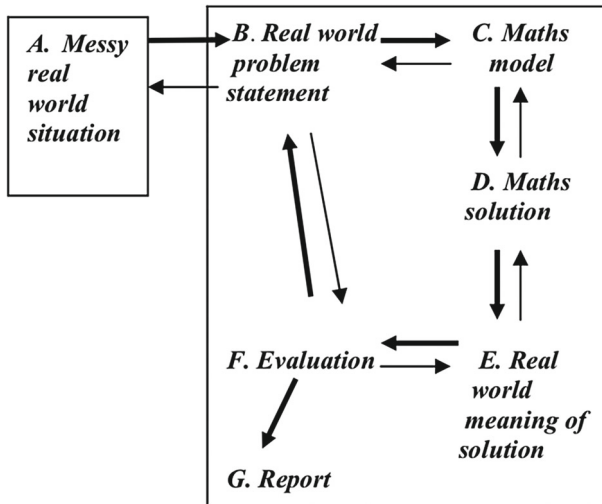 A. Messy
real
world
situation
B. Real world
problem
statement
C. Maths
model
D. Maths
solution
E. Real
world
meaning of
solution
F. Evaluation
G. Report